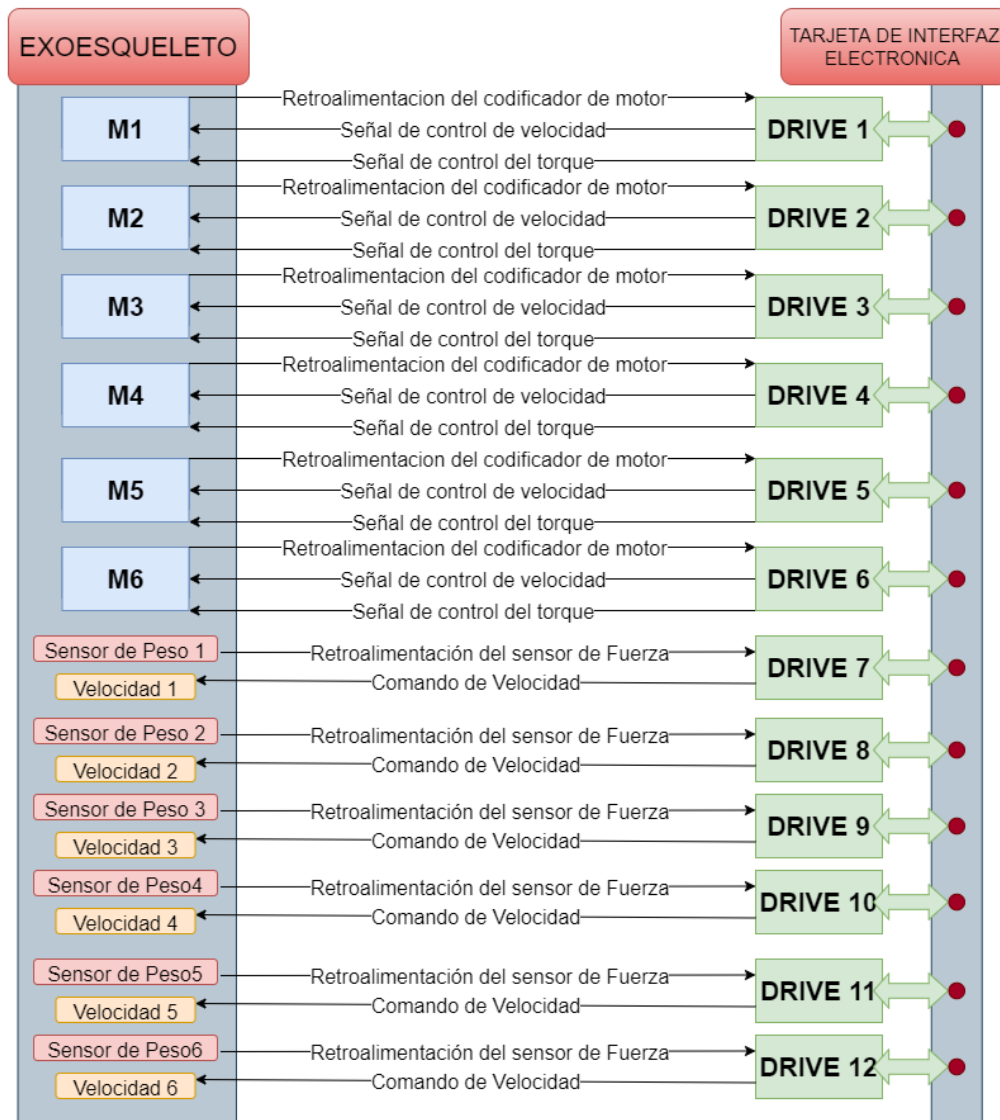 EXOESQUELETO
TARJETA DE INTERFAZ
ELECTRONICA
Retroalimentacion del codificador de motor
M1
Señal de control de velocidad
DRIVE 1
Señal de control del torque
Retroalimentacion del codificador de motor
M2
Señal de control de velocidad
DRIVE 2
Señal de control del torque
Retroalimentacion del codificador de motor
M3
Señal de control de velocidad
DRIVE 3
Señal de control del torque
Retroalimentacion del codificador de motor
M4
Señal de control de velocidad
DRIVE 4
Señal de control del torque
Retroalimentacion del codificador de motor
M5
Señal de control de velocidad
DRIVE 5
Señal de control del torque
Retroalimentacion del codificador de motor
M6
Señal de control de velocidad
DRIVE 6
Señal de control del torque
Sensor de Peso 1
Retroalimentación del sensor de Fuerza
DRIVE 7
Velocidad 1
Comando de Velocidad
Sensor de Peso 2
Retroalimentación del sensor de Fuerza
DRIVE 8
Velocidad 2
Comando de Velocidad
Sensor de Peso 3
Retroalimentación del sensor de Fuerza
DRIVE 9
Velocidad 3
Comando de Velocidad
Sensor de Peso4
Retroalimentación del sensor de Fuerza
DRIVE 10
Velocidad 4
Comando de Velocidad
Sensor de Peso5
Retroalimentación del sensor de Fuerza
DRIVE 11
Velocidad 5
Comando de Velocidad
Sensor de Peso6
Retroalimentación del sensor de Fuerza
DRIVE 12
Velocidad 6
Comando de Velocidad